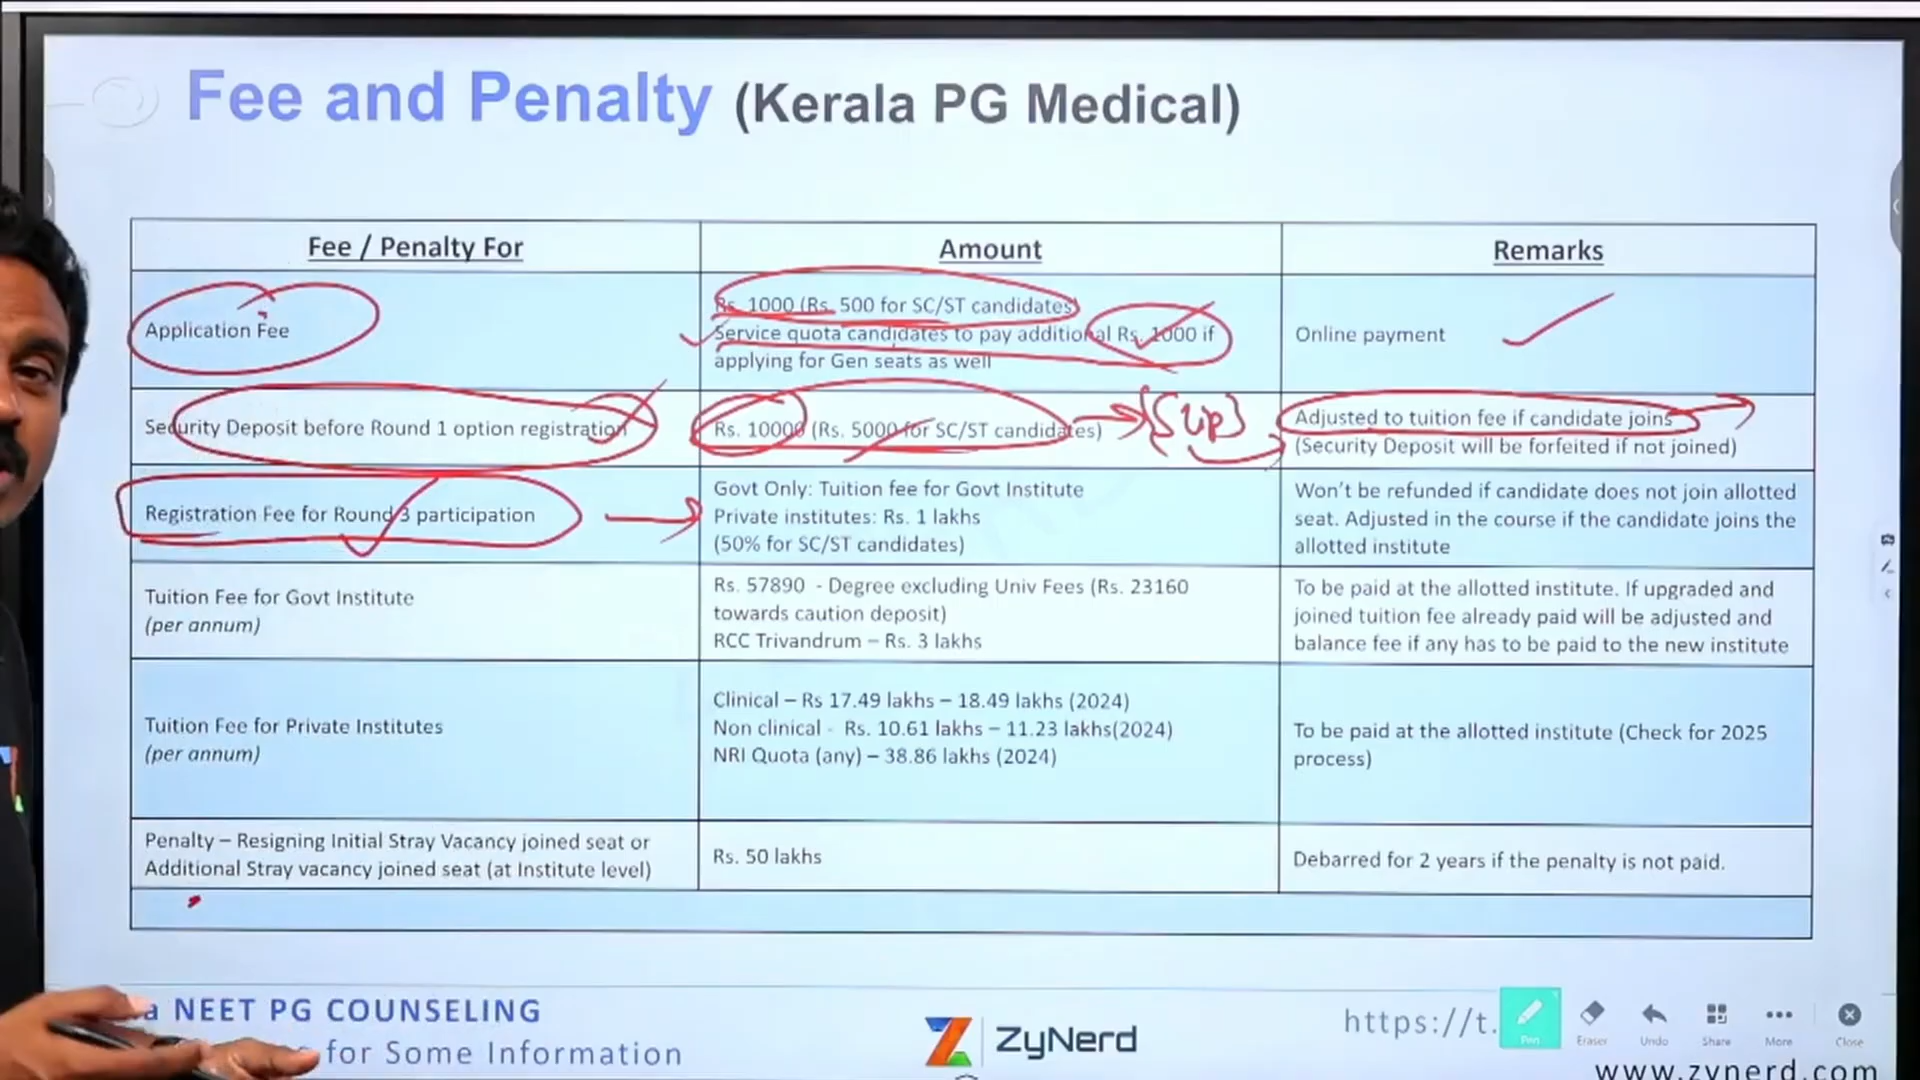 Fee and Penalty (Kerala PG Medical)
Fee / Penalty For
Amount
Remarks
Application Fee
Rs. 1000 (Rs. 500 for SC/ST candidates)
Service quota candidates to pay additional Rs. 1000 if
applying for Gen seats as well
Online payment
Security Deposit before Round 1 option registration
Rs. 10000 (Rs. 5000 for SC/ST candidates)
Adjusted to tuition fee if candidate joins
(Security Deposit will be forfeited if not joined)
Registration Fee for Round 3 participation
Govt Only: Tuition fee for Govt Institute
Private institutes: Rs. 1 lakhs
(50% for SC/ST candidates)
Won't be refunded if candidate does not join allotted
seat. Adjusted in the course if the candidate joins the
allotted institute
Tuition Fee for Govt Institute
(per annum)
Rs. 57890 - Degree excluding Univ Fees (Rs. 23160
towards caution deposit)
RCC Trivandrum – Rs. 3 lakhs
To be paid at the allotted institute. If upgraded and
joined tuition fee already paid will be adjusted and
balance fee if any has to be paid to the new institute
Tuition Fee for Private Institutes
(per annum)
Clinical – Rs 17.49 lakhs – 18.49 lakhs (2024)
Non clinical - Rs. 10.61 lakhs – 11.23 lakhs(2024)
NRI Quota (any) – 38.86 lakhs (2024)
To be paid at the allotted institute (Check for 2025
process)
Penalty – Resigning Initial Stray Vacancy joined seat or
Additional Stray vacancy joined seat (at Institute level)
Rs. 50 lakhs
Debarred for 2 years if the penalty is not paid.
a NEET PG COUNSELING
for Some Information
ZyNerd
https://t.
Pen
Eraser
Undo
Share
More
Close
www.zynerd.com